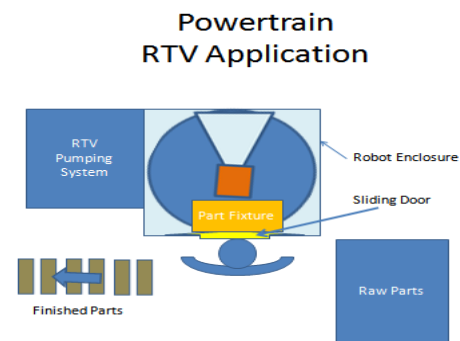 Powertrain
RTV Application
RTV
Pumping
System
Robot Enclosure
Sliding Door
Part Fixture
Raw Parts
Finished Parts